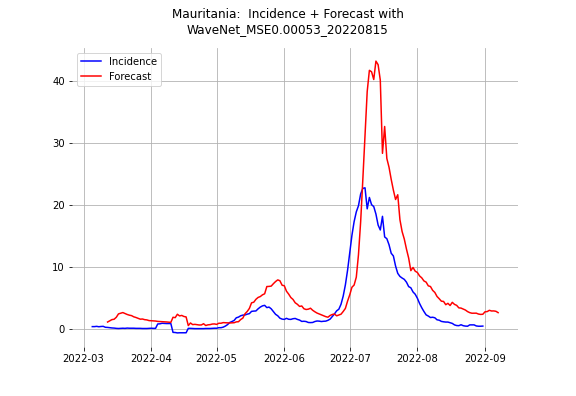 Mauritania:  Incidence + Forecast with
WaveNet_MSE0.00053_20220815
Incidence
Forecast
40
30
20
10
0
2022-03 2022-04 2022-05 2022-06 2022-07 2022-08 2022-09